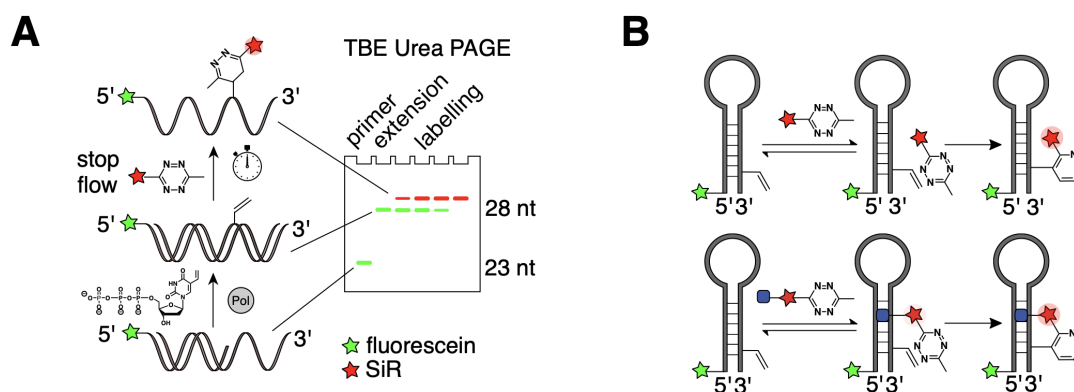 A
TBE Urea PAGE
5' 3'
primer
extension
labelling
stop
flow
N N
N=N
N=N
5' 3'
28 nt
23 nt
Pol
5' 3'
fluorescein
SiR
B
N=N
N=N
N=N
N=N
N
5' 3'
5' 3'
5' 3'
N=N
N=N
N=N
N=N
N
5' 3'
5' 3'
5' 3'